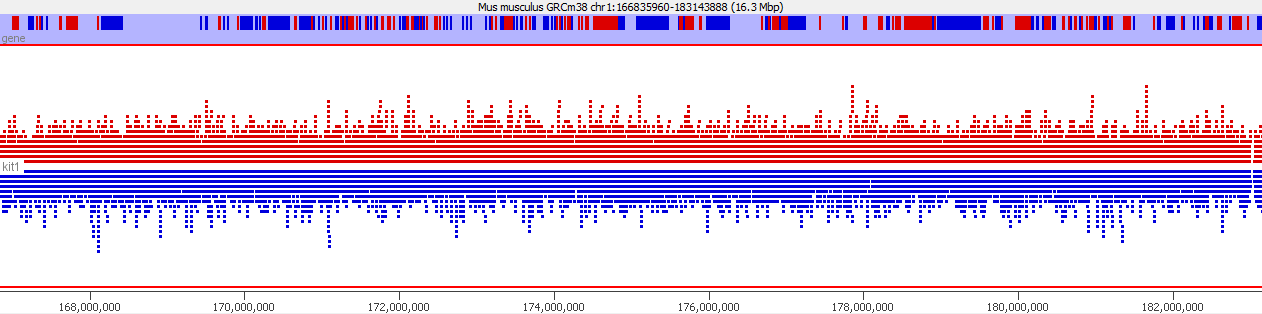 Mus musculus GRCm38 chr1:166835960-183143888 (16.3 Mbp)
gene
kit1
168,000,000 170,000,000 172,000,000 174,000,000 176,000,000 178,000,000 180,000,000 182,000,000